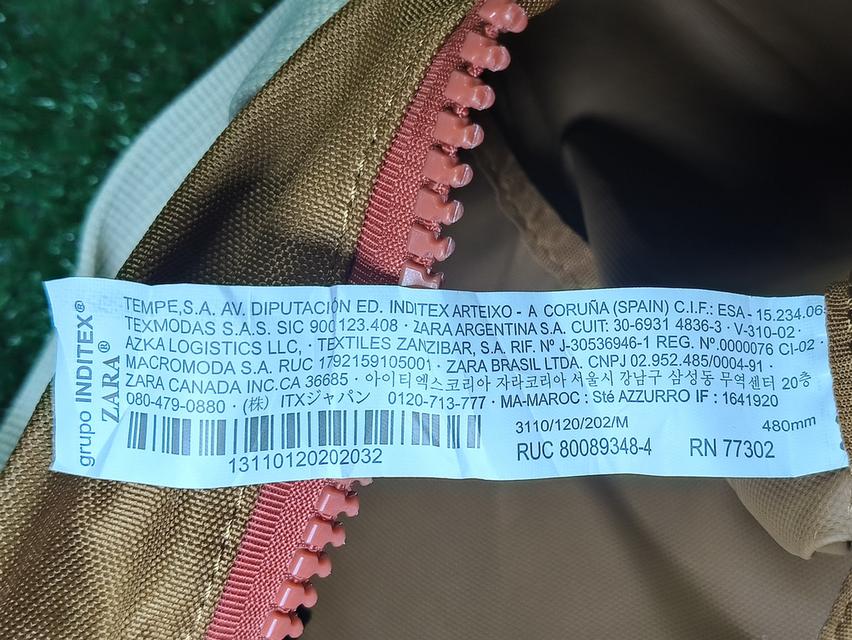 grupo INDITEX®
ZARA®
TEMPE,S.A. AV. DIPUTACIÓN ED. INDITEX ARTEIXO - A CORUÑA (SPAIN) C.I.F.: ESA - 15.234.06
TEXMODAS S.A.S. SIC 900 123.408 · ZARA ARGENTINA S.A. CUIT: 30-6931 4836-3 · V-310-02 ·
AZKA LOGISTICS LLC, · TEXTILES ZANZIBAR, S.A. RIF. Nº J-30536946-1 REG. Nº.0000076 CI-02 ·
MACROMODA S.A. RUC 1792159105001 · ZARA BRASIL LTDA. CNPJ 02.952.485/0004-91 ·
ZARA CANADA INC.CA 36685 · 아이티엑스코리아 자라코리아 서울시 강남구 삼성동 무역센터 20층
080-479-0880 · (株) ITXジャパン 0120-713-777 · MA-MAROC : Sté AZZURRO IF : 1641920
3110/120/202/M 480mm
13110120202032 RUC 80089348-4 RN 77302